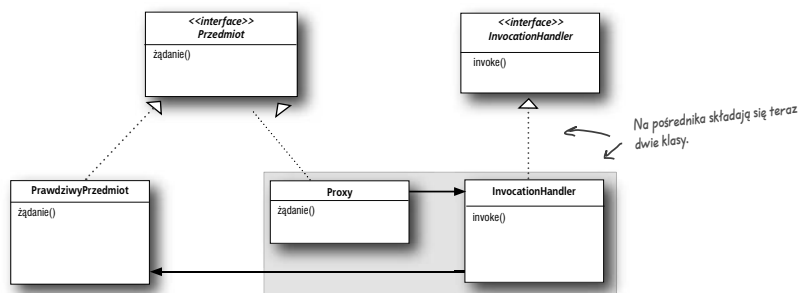 <<interface>>
Przedmiot
żądanie()
<<interface>>
InvocationHandler
invoke()
Na pośrednika składają się teraz
dwie klasy.
PrawdziwyPrzedmiot
żądanie()
Proxy
żądanie()
InvocationHandler
invoke()